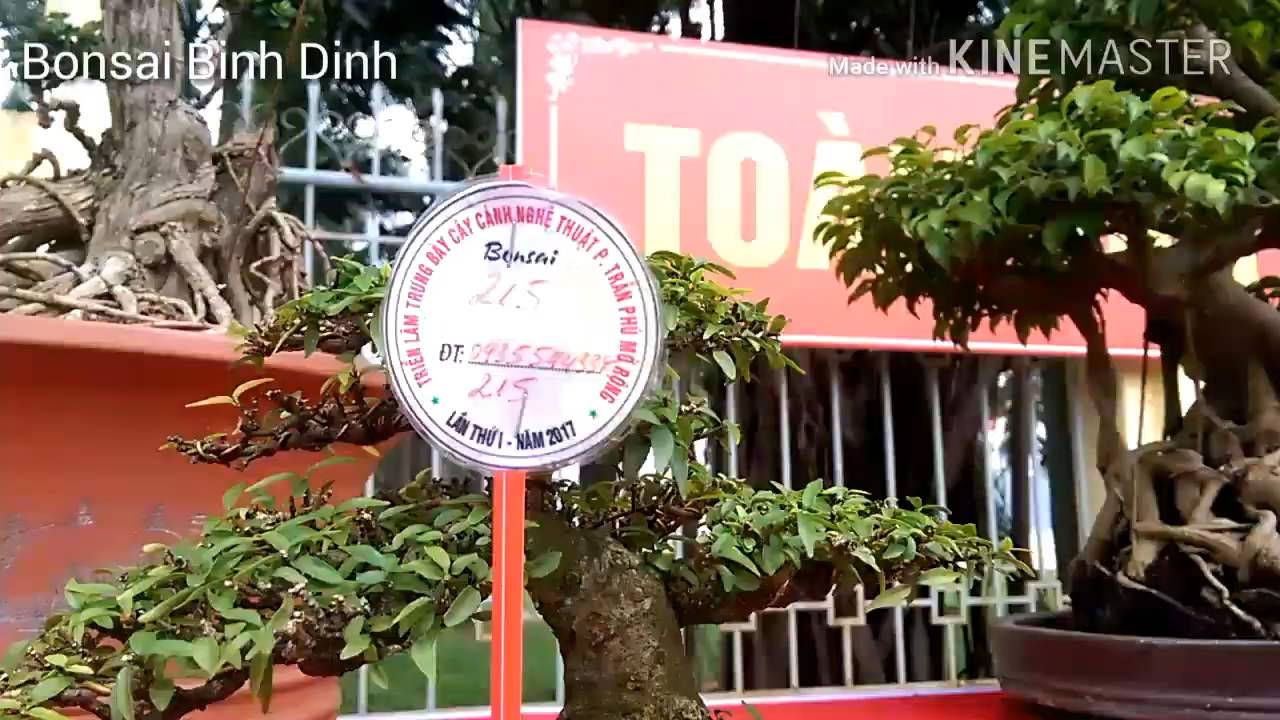 Bonsai Binh Dinh
Made with KINEMASTER
TOÀ
TRIỂN LÃM TRƯNG BÀY CÂY CẢNH NGHỆ THUẬT P. TRẦN PHÚ MỞ RỘNG
Bonsai
215
ĐT:
215
LẦN THỨ I - NĂM 2017